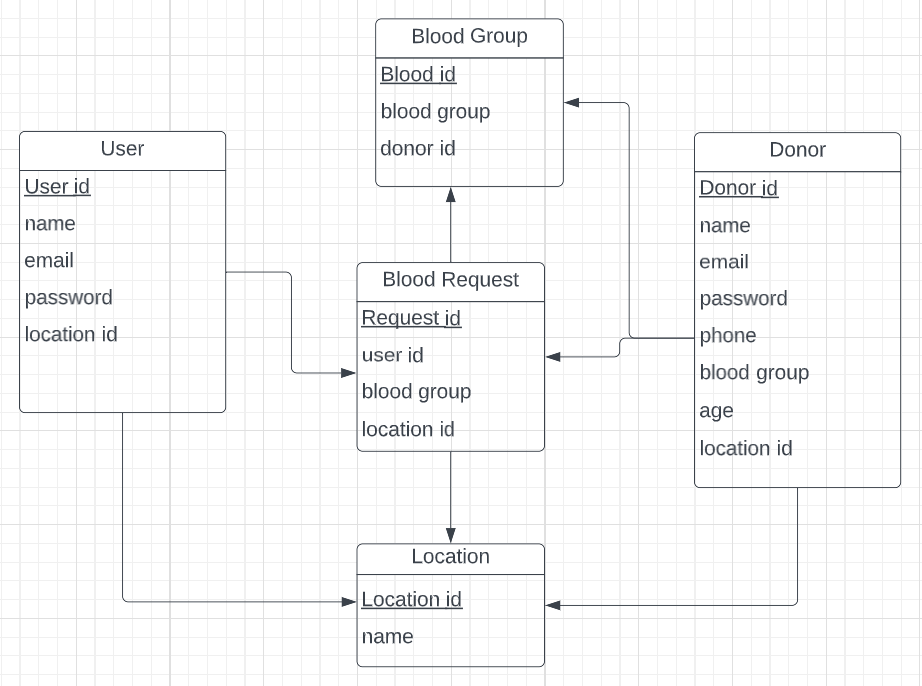 Blood Group
Blood id
blood group
donor id
User
User id
name
email
password
location id
Blood Request
Request id
user id
blood group
location id
Donor
Donor id
name
email
password
phone
blood group
age
location id
Location
Location id
name